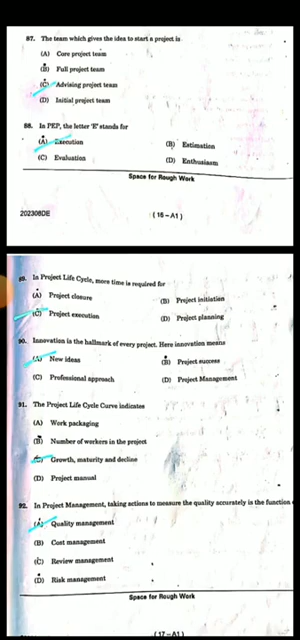 87. The team which gives the idea to start a project is
(A) Core project team
(B) Full project team
(C) Advising project team
(D) Initial project team
88. In PEP, the letter 'E' stands for
(A) Execution (B) Estimation
(C) Evaluation (D) Enthusiasm
Space for Rough Work
202308DE ( 16 – A1 )
89. In Project Life Cycle, more time is required for
(A) Project closure (B) Project initiation
(C) Project execution (D) Project planning
90. Innovation is the hallmark of every project. Here innovation means
(A) New ideas (B) Project success
(C) Professional approach (D) Project Management
91. The Project Life Cycle Curve indicates
(A) Work packaging
(B) Number of workers in the project
(C) Growth, maturity and decline
(D) Project manual
92. In Project Management, taking actions to measure the quality accurately is the function
(A) Quality management
(B) Cost management
(C) Review management
(D) Risk management
Space for Rough Work
( 17 – A1 )